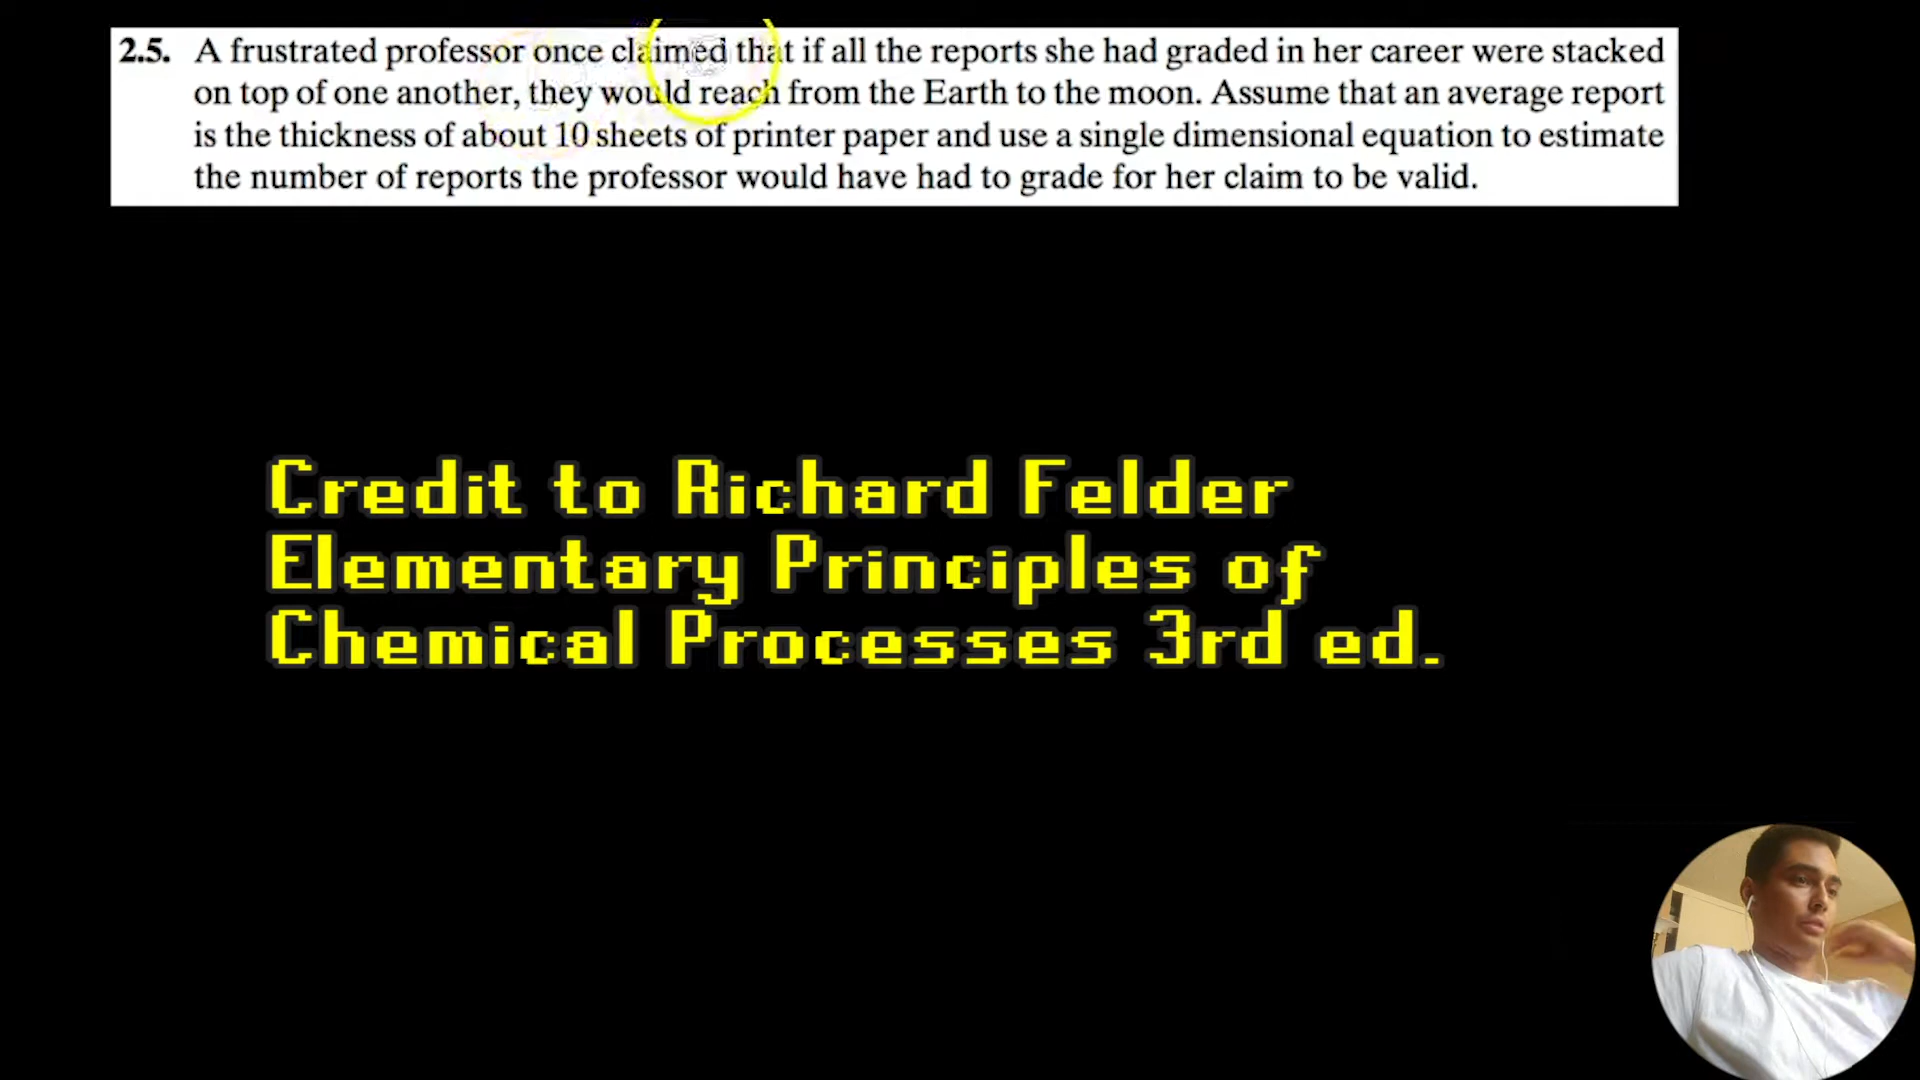 2.5. A frustrated professor once claimed that if all the reports she had graded in her career were stacked
on top of one another, they would reach from the Earth to the moon. Assume that an average report
is the thickness of about 10 sheets of printer paper and use a single dimensional equation to estimate
the number of reports the professor would have had to grade for her claim to be valid.
Credit to Richard Felder
Elementary Principles of
Chemical Processes 3rd ed.